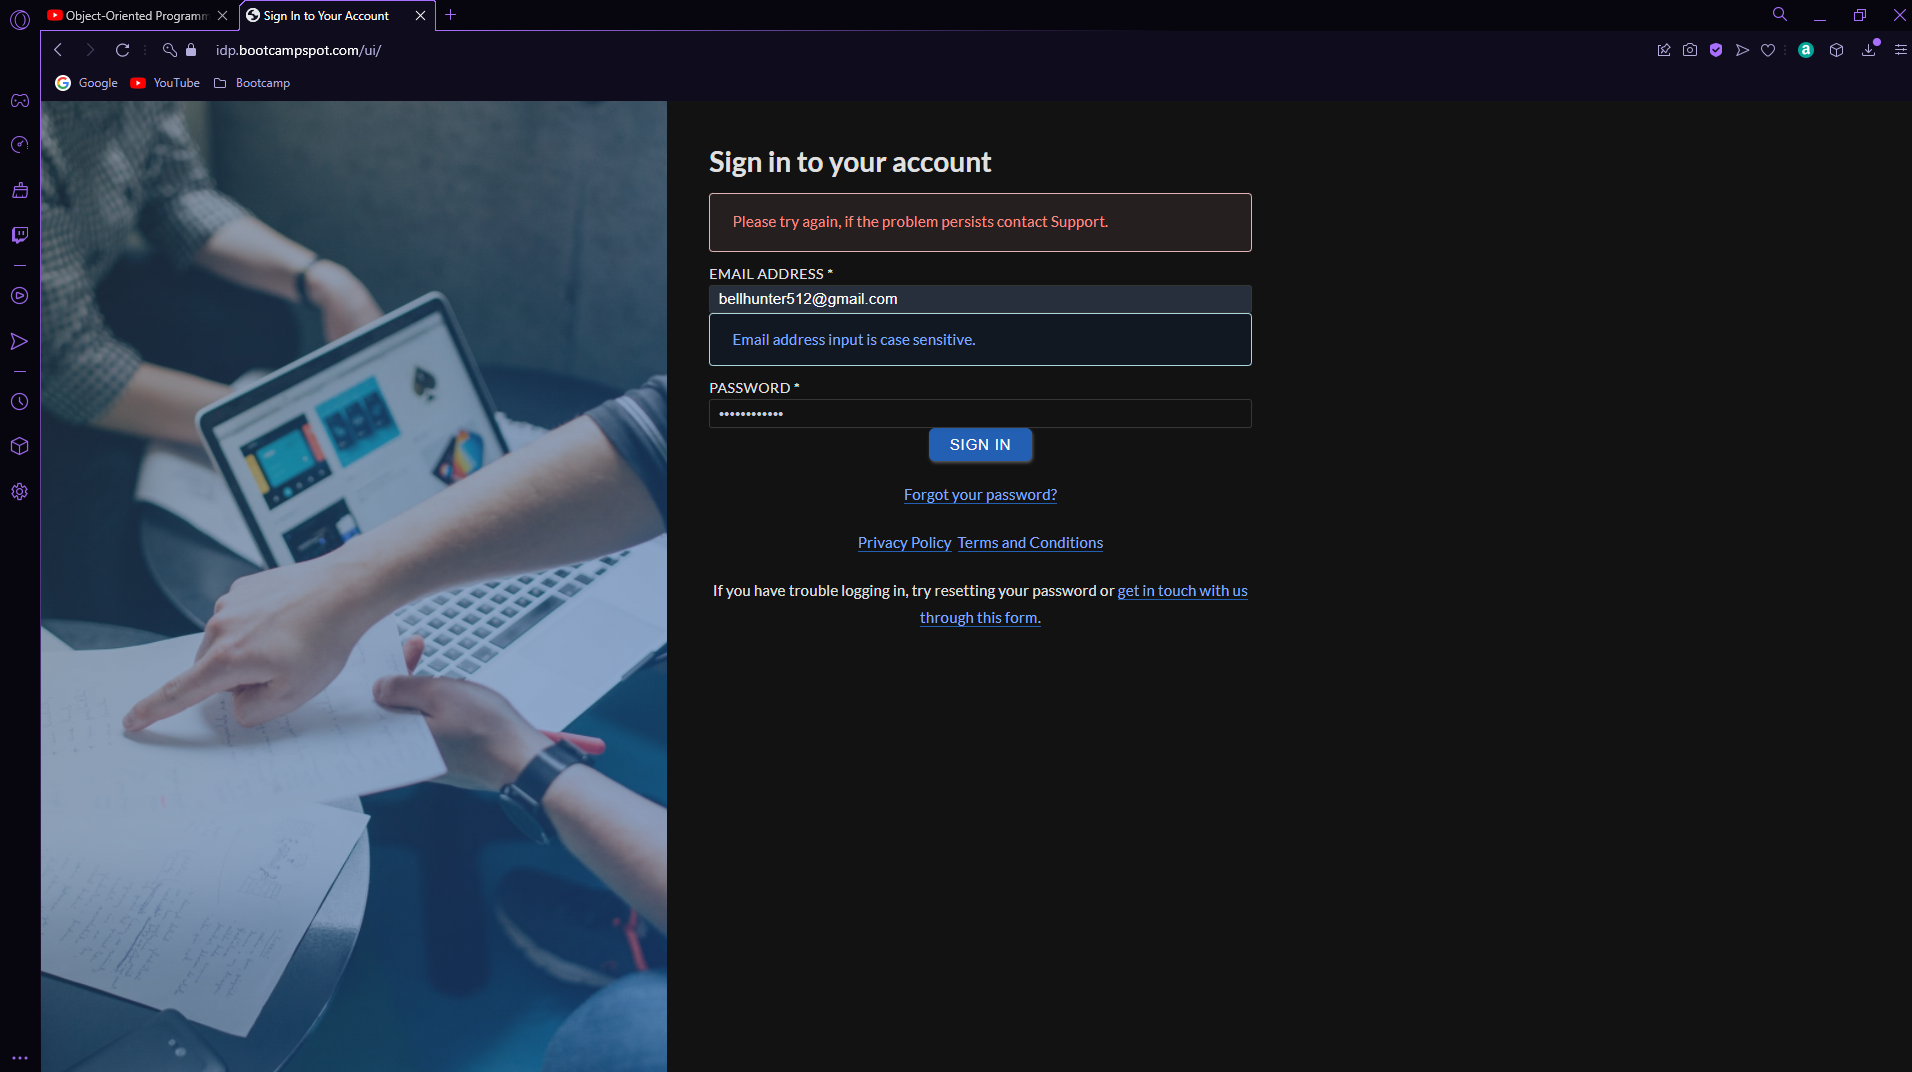 Object-Oriented Programm
Sign In to Your Account
idp.bootcampspot.com/ui/
Google
YouTube
Bootcamp
Sign in to your account
Please try again, if the problem persists contact Support.
EMAIL ADDRESS *
bellhunter512@gmail.com
Email address input is case sensitive.
PASSWORD *
••••••••••••
SIGN IN
Forgot your password?
Privacy Policy Terms and Conditions
If you have trouble logging in, try resetting your password or get in touch with us
through this form.